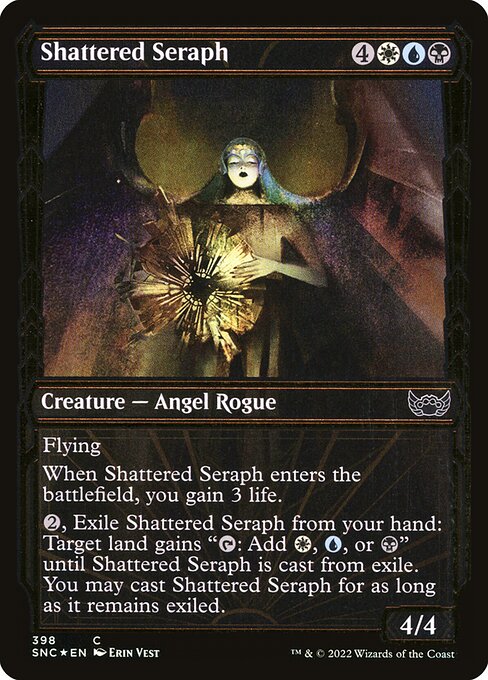 Shattered Seraph 4
Creature — Angel Rogue
Flying
When Shattered Seraph enters the
battlefield, you gain 3 life.
2, Exile Shattered Seraph from your hand:
Target land gains “: Add , , or ”
until Shattered Seraph is cast from exile.
You may cast Shattered Seraph for as long
as it remains exiled.
4/4
398 C
SNC ★ EN Erin Vest
™ & © 2022 Wizards of the Coast